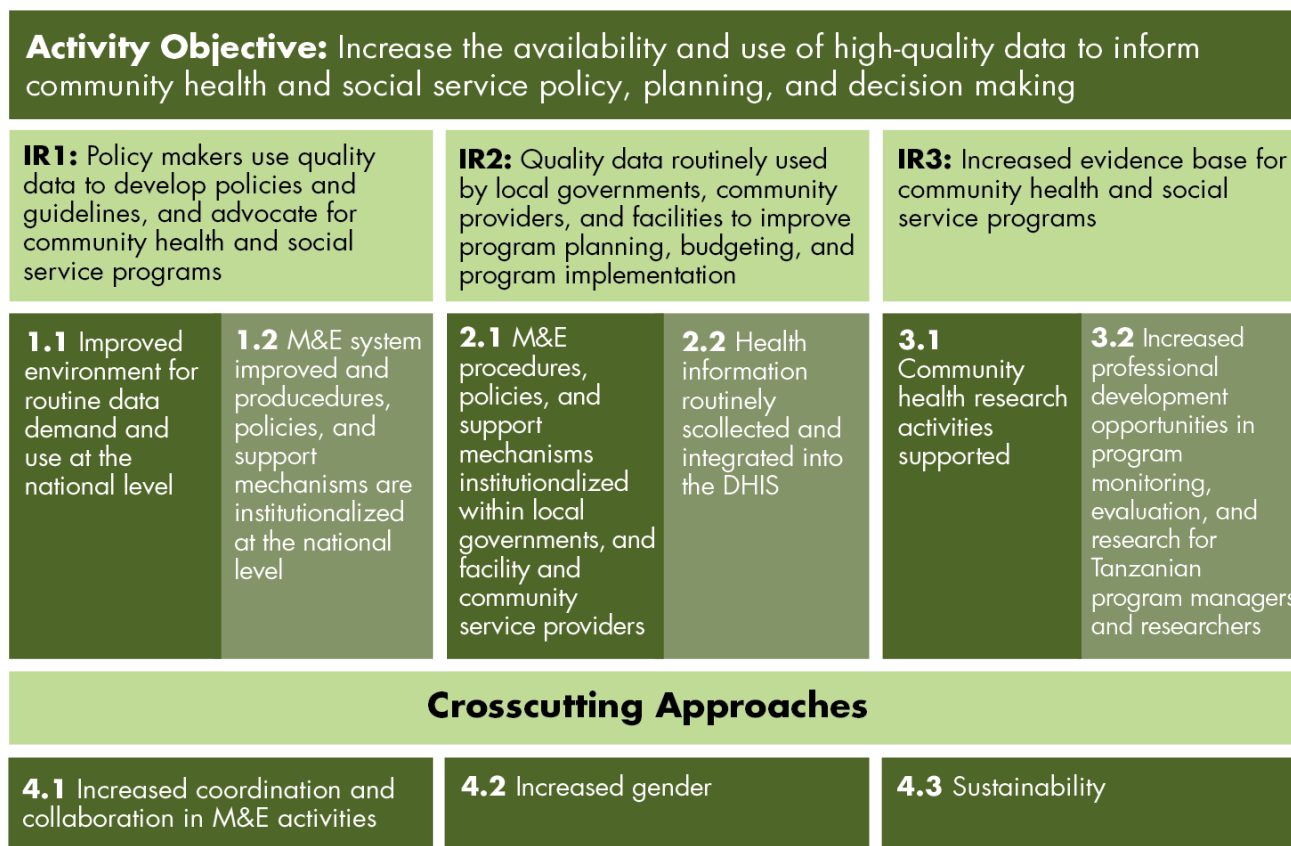 Activity Objective: Increase the availability and use of high-quality data to inform
community health and social service policy, planning, and decision making
IR1: Policy makers use quality
data to develop policies and
guidelines, and advocate for
community health and social
service programs
IR2: Quality data routinely used
by local governments, community
providers, and facilities to improve
program planning, budgeting, and
program implementation
IR3: Increased evidence base for
community health and social
service programs
1.1 Improved
environment for
routine data
demand and
use at the
national level
1.2 M&E system
improved and
producedures,
policies, and
support
mechanisms are
institutionalized
at the national
level
2.1 M&E
procedures,
policies, and
support
mechanisms
institutionalized
within local
governments, and
facility and
community
service providers
2.2 Health
information
routinely
scollected and
integrated into
the DHIS
3.1
Community
health research
activities
supported
3.2 Increased
professional
development
opportunities in
program
monitoring,
evaluation, and
research for
Tanzanian
program managers
and researchers
Crosscutting Approaches
4.1 Increased coordination and
collaboration in M&E activities
4.2 Increased gender
4.3 Sustainability